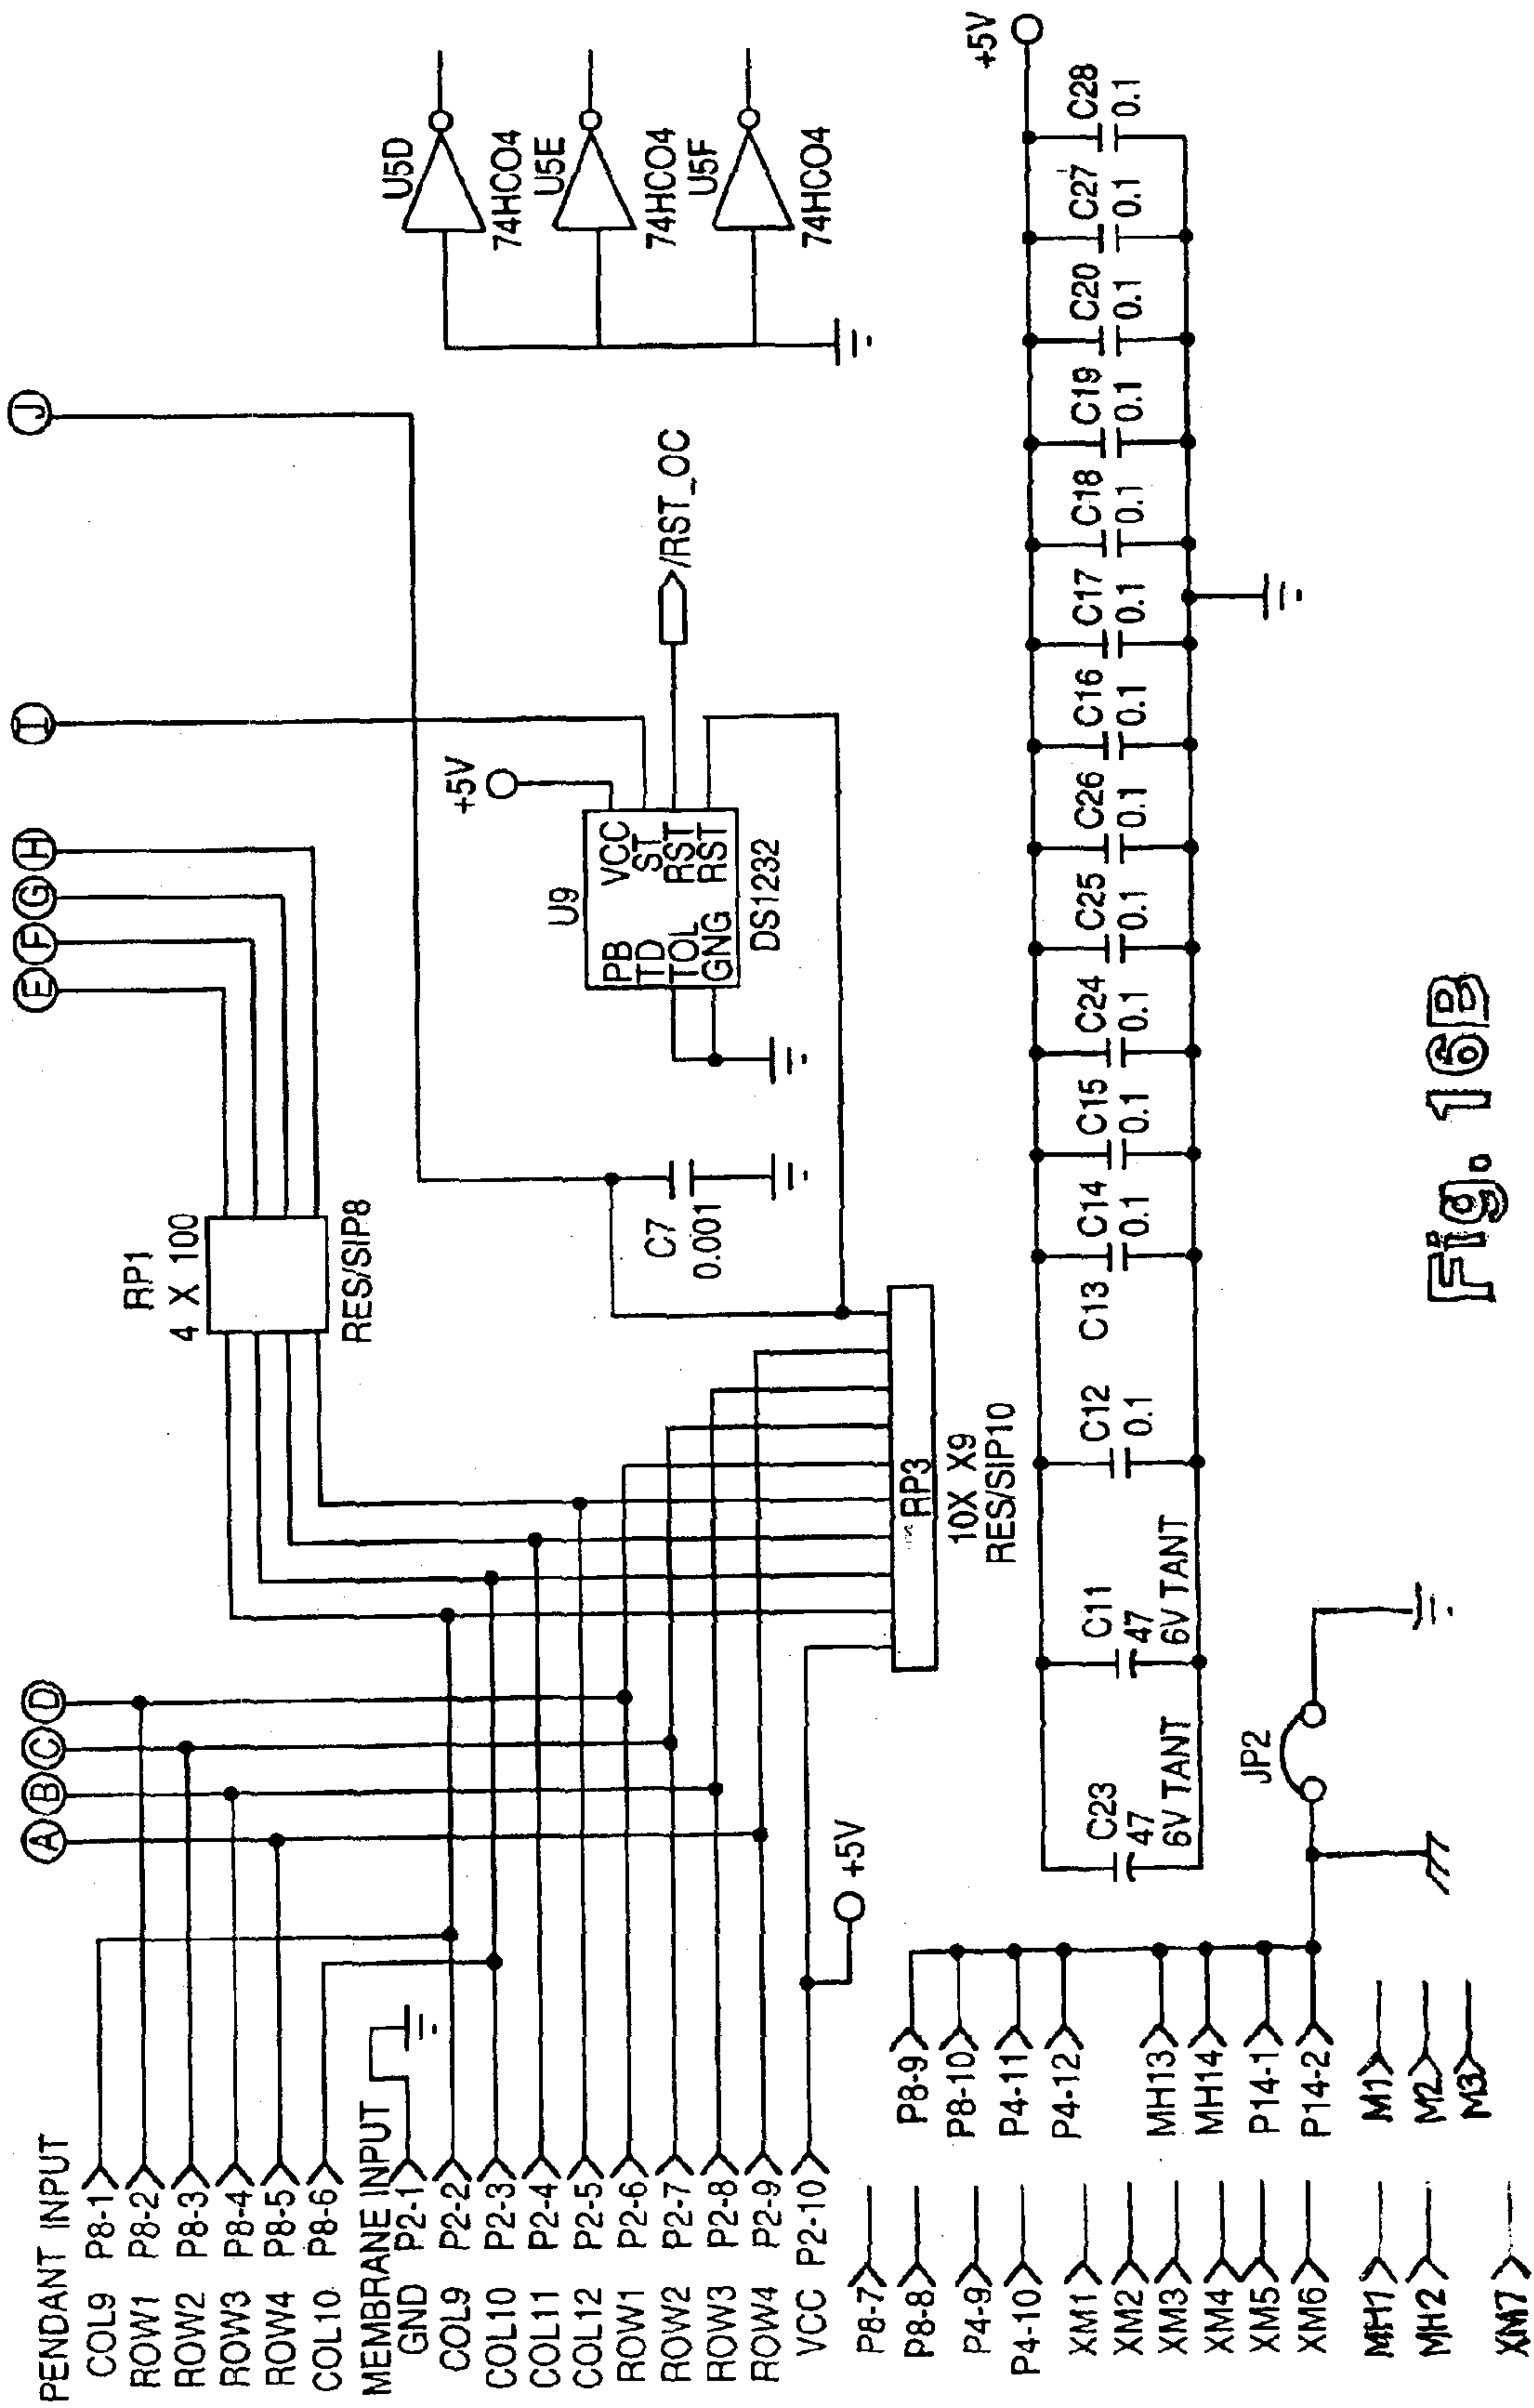 A
B
C
D
E
F
G
H
I
J
PENDANT INPUT
COL9 P8-1
ROW1 P8-2
ROW2 P8-3
ROW3 P8-4
ROW4 P8-5
COL10 P8-6
MEMBRANE INPUT
GND P2-1
COL9 P2-2
COL10 P2-3
COL11 P2-4
COL12 P2-5
ROW1 P2-6
ROW2 P2-7
ROW3 P2-8
ROW4 P2-9
VCC P2-10
+5V
RP1
4 X 100
RES/SIP8
C7
0.001
RP3
10X X9
RES/SIP10
+5V
U9
PB
TD
TOL
GNG
VCC
ST
RST
RST
DS1232
/RST_OC
U5D
74HCO4
U5E
74HCO4
U5F
74HCO4
P8-7
P8-8
P4-9
P4-10
XM1
XM2
XM3
XM4
XM5
XM6
MH1
MH2
XM7
P8-9
P8-10
P4-11
P4-12
MH13
MH14
P14-1
P14-2
M1
M2
M3
JP2
C23
47
6V TANT
C11
47
6V TANT
C12
0.1
C13
C14
0.1
C15
0.1
C24
0.1
C25
0.1
C26
0.1
C16
0.1
C17
0.1
C18
0.1
C19
0.1
C20
0.1
C27
0.1
C28
0.1
+5V
Fig. 16B